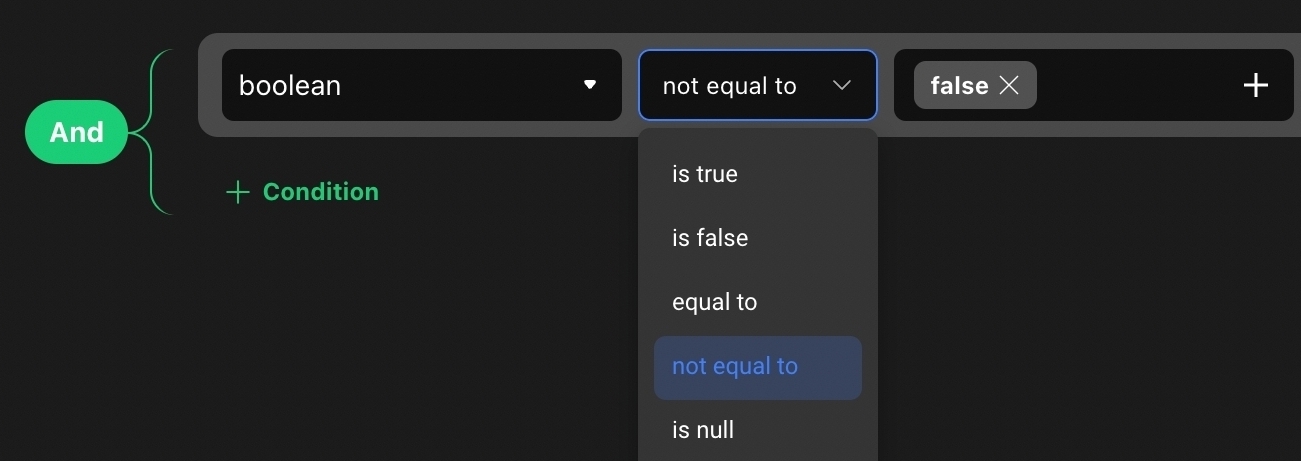 boolean
not equal to
false
And
Condition
is true
is false
equal to
not equal to
is null